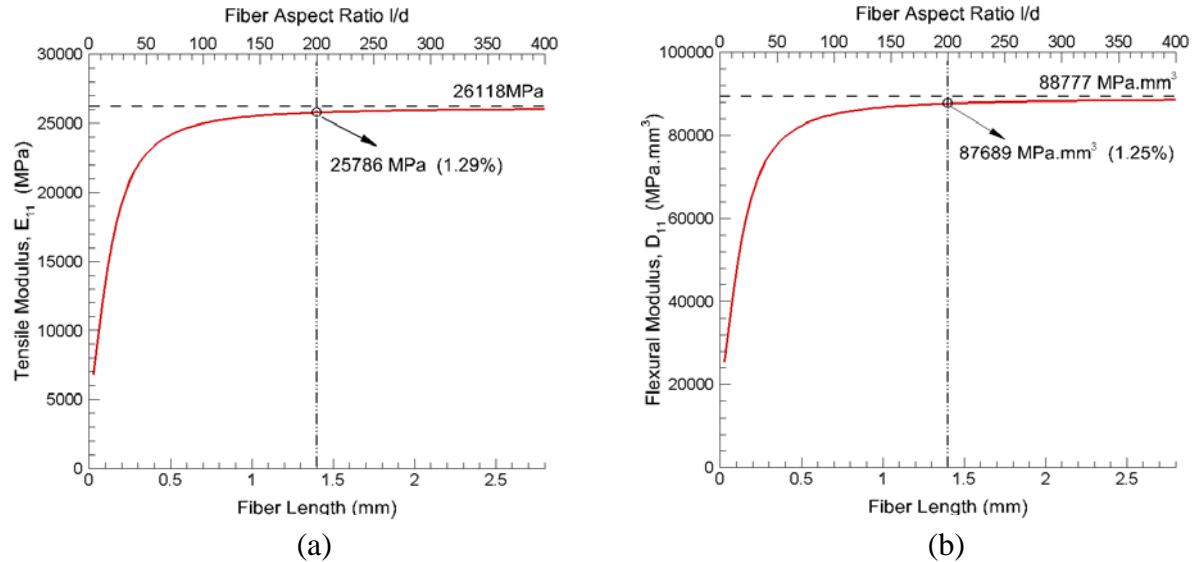 Fiber Aspect Ratio l/d
0 50 100 150 200 250 300 350 400
30000
25000
20000
15000
10000
5000
0
26118MPa
25786 MPa (1.29%)
Tensile Modulus, E₁₁ (MPa)
0 0.5 1 1.5 2 2.5
Fiber Length (mm)
(a)
Fiber Aspect Ratio l/d
0 50 100 150 200 250 300 350 400
100000
80000
60000
40000
20000
0
88777 MPa.mm³
87689 MPa.mm³ (1.25%)
Flexural Modulus, D₁₁ (MPa.mm³)
0 0.5 1 1.5 2 2.5
Fiber Length (mm)
(b)